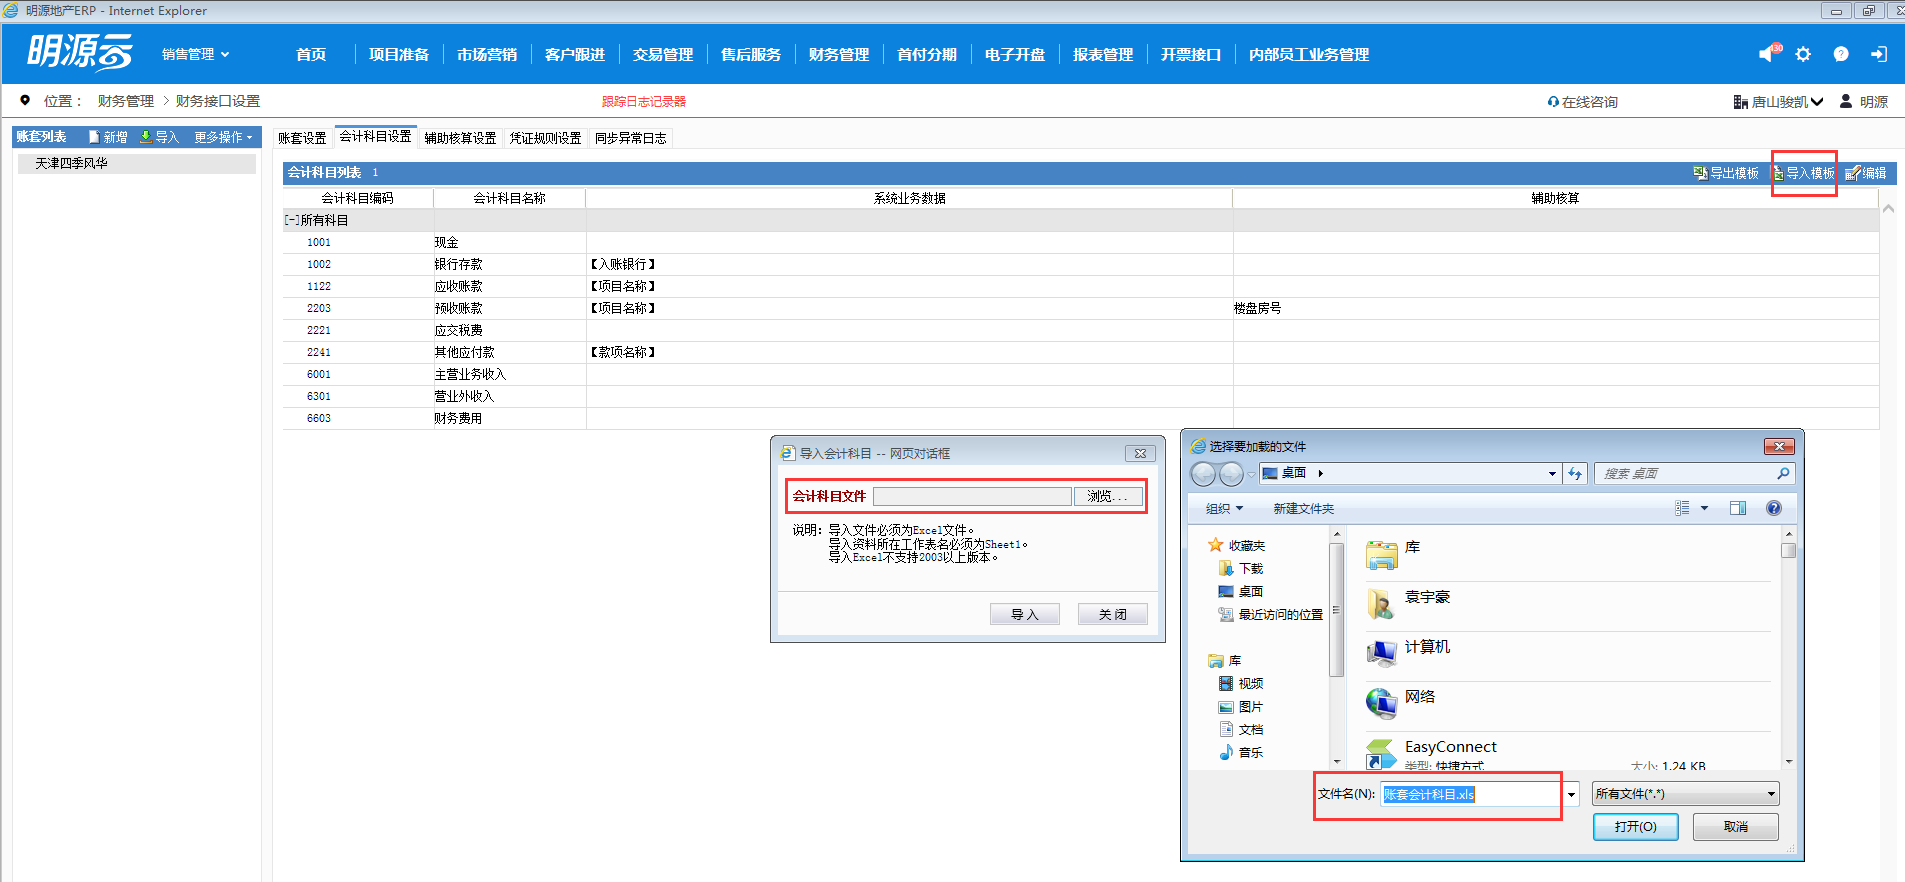 明源地产ERP - Internet Explorer
明源云 销售管理 首页 项目准备 市场营销 客户跟进 交易管理 售后服务 财务管理 首付分期 电子开盘 报表管理 开票接口 内部员工业务管理 130
位置： 财务管理 > 财务接口设置 跟踪日志记录器 在线咨询 唐山骏凯 明源
账套列表 新增 导入 更多操作
天津四季风华
账套设置 会计科目设置 辅助核算设置 凭证规则设置 同步异常日志
会计科目列表 1 导出模板 导入模板 编辑
会计科目编码 会计科目名称 系统业务数据 辅助核算
[-]所有科目
1001 现金
1002 银行存款 【入账银行】
1122 应收账款 【项目名称】
2203 预收账款 【项目名称】 楼盘房号
2221 应交税费
2241 其他应付款 【款项名称】
6001 主营业务收入
6301 营业外收入
6603 财务费用
导入会计科目 -- 网页对话框
会计科目文件 浏览...
说明：导入文件必须为Excel文件。
导入资料所在工作表名必须为Sheet1。
导入Excel不支持2003以上版本。
导 入 关 闭
选择要加载的文件
桌面 搜索 桌面
组织 新建文件夹
收藏夹
下载
桌面
最近访问的位置
库
视频
图片
文档
音乐
库
袁宇豪
计算机
网络
EasyConnect
类型: 快捷方式 大小: 1.24 KB
文件名(N): 账套会计科目.xls 所有文件(*.*)
打开(O) 取消